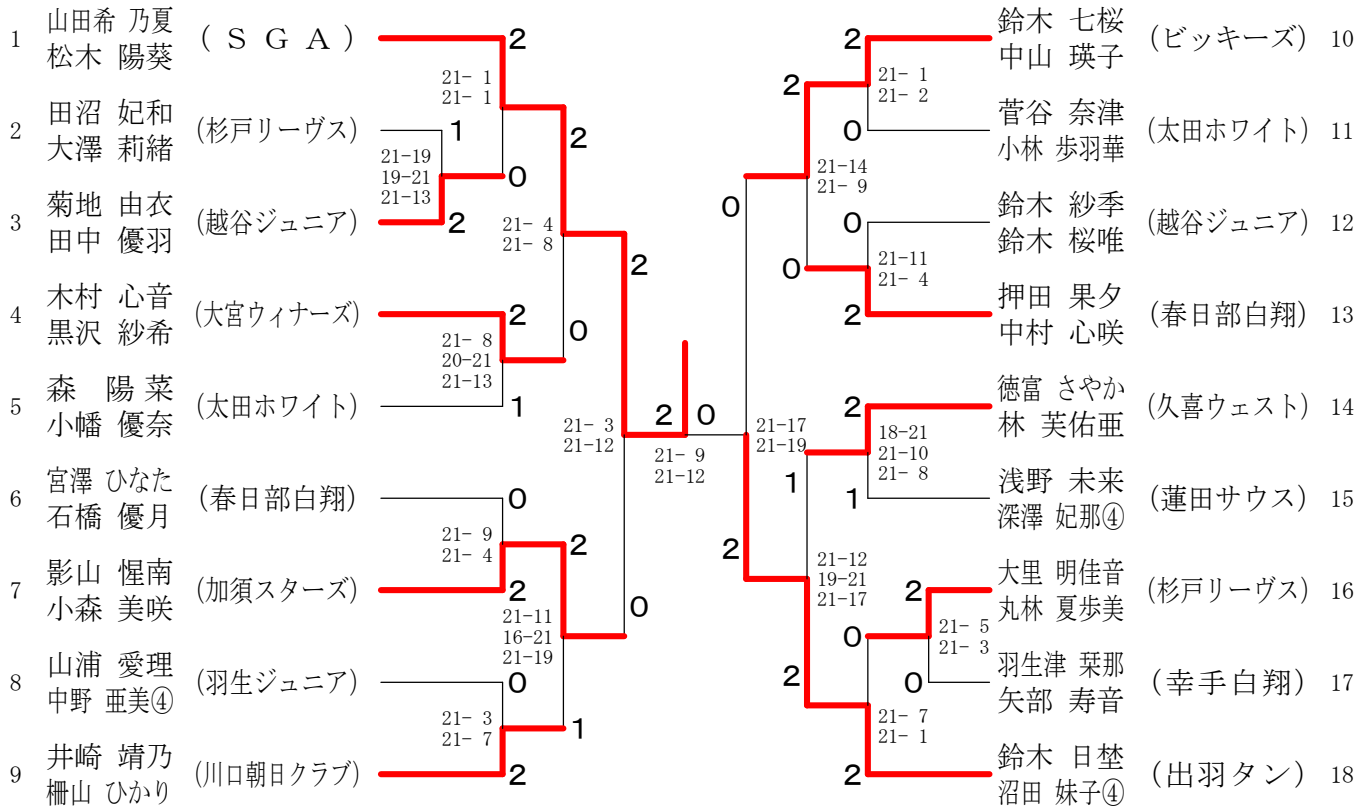 1 山田希 乃夏 (ＳＧＡ)
松木 陽葵
2 田沼 妃和 (杉戸リーヴス)
大澤 莉緒
3 菊地 由衣 (越谷ジュニア)
田中 優羽
4 木村 心音 (大宮ウィナーズ)
黒沢 紗希
5 森 陽菜 (太田ホワイト)
小幡 優奈
6 宮澤 ひなた (春日部白翔)
石橋 優月
7 影山 惺南 (加須スターズ)
小森 美咲
8 山浦 愛理 (羽生ジュニア)
中野 亜美④
9 井崎 靖乃 (川口朝日クラブ)
柵山 ひかり
2
21- 1
21- 1
1
21-19
19-21
21-13
0
2
2
21- 4
21- 8
2
21- 8
20-21
21-13
0
1
2
21- 3
21-12
0
21- 9
21- 4
2
2
21-11
16-21
21-19
0
0
21- 3
21- 7
1
2
2 0
21- 9
21-12
2
21- 1
21- 2
2
0
21-14
21- 9
0
0
0
21-11
21- 4
2
21-17
21-19
2
18-21
21-10
21- 8
1
1
2
21-12
19-21
21-17
2
21- 5
21- 3
0
0
2
21- 7
21- 1
2
鈴木 七桜 (ビッキーズ) 10
中山 瑛子
菅谷 奈津 (太田ホワイト) 11
小林 歩羽華
鈴木 紗季 (越谷ジュニア) 12
鈴木 桜唯
押田 果夕 (春日部白翔) 13
中村 心咲
徳富 さやか (久喜ウェスト) 14
林 芙佑亜
浅野 未来 (蓮田サウス) 15
深澤 妃那④
大里 明佳音 (杉戸リーヴス) 16
丸林 夏歩美
羽生津 栞那 (幸手白翔) 17
矢部 寿音
鈴木 日埜 (出羽タン) 18
沼田 妹子④